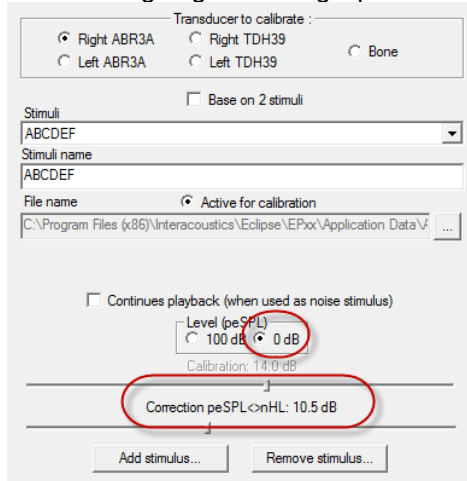 Transducer to calibrate :
Right ABR3A Right TDH39
Bone
Left ABR3A Left TDH39
Base on 2 stimuli
Stimuli
ABCDEF
Stimuli name
ABCDEF
File name Active for calibration
C:\Program Files (x86)\Interacoustics\Eclipse\EPxx\Application Data\ ...
Continues playback (when used as noise stimulus)
Level (peSPL)
100 dB 0 dB
Calibration: 14.0 dB
Correction peSPL<>nHL: 10.5 dB
Add stimulus... Remove stimulus...